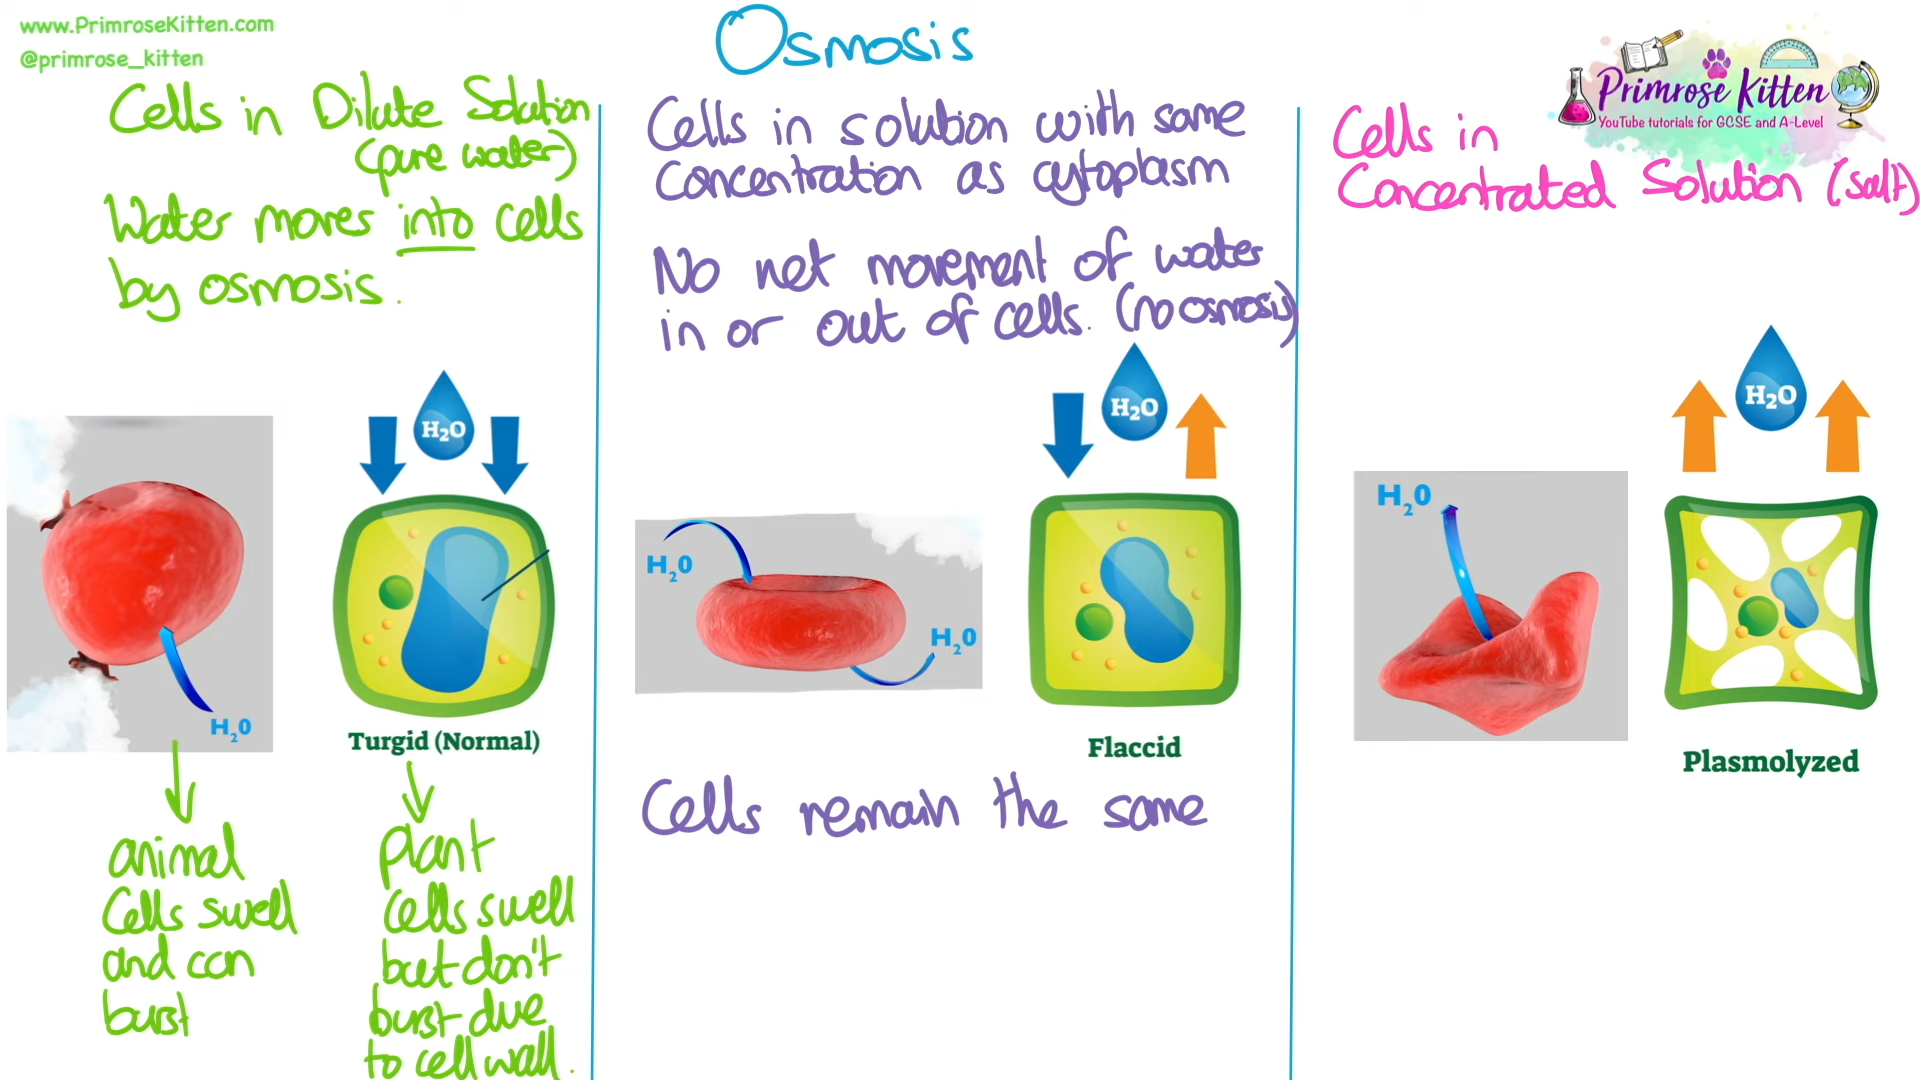 www.PrimroseKitten.com
@primrose_kitten
Osmosis
Primrose Kitten
YouTube tutorials for GCSE and A-Level
Cells in Dilute Solution
(pure water)
Water moves into cells
by osmosis.
H₂O
H₂O
Turgid (Normal)
animal
Cells swell
and can
burst
plant
cells swell
but don't
burst due
to cell wall.
Cells in solution with same
concentration as cytoplasm
No net movement of water
in or out of cells. (no osmosis)
H₂O
H₂O
H₂O
Flaccid
Cells remain the same
Cells in
Concentrated Solution (salt)
H₂O
H₂O
Plasmolyzed